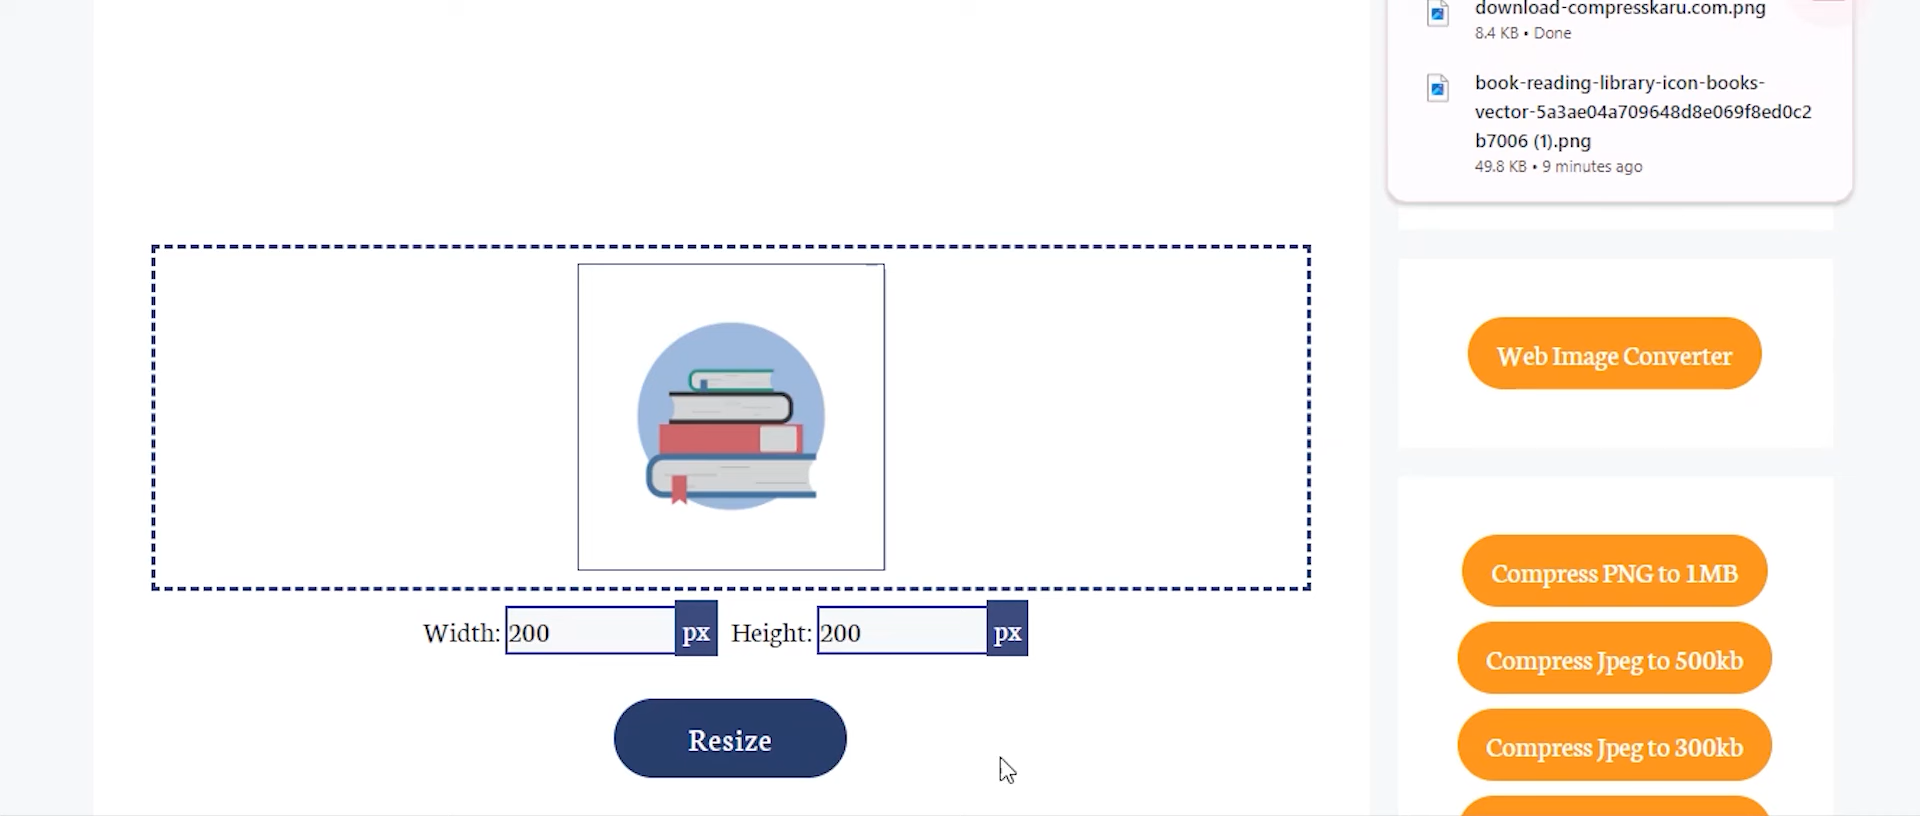 download-compresskaru.com.png
8.4 KB • Done
book-reading-library-icon-books-
vector-5a3ae04a709648d8e069f8ed0c2
b7006 (1).png
49.8 KB • 9 minutes ago
Web Image Converter
Width: 200 px Height: 200 px
Resize
Compress PNG to 1MB
Compress Jpeg to 500kb
Compress Jpeg to 300kb